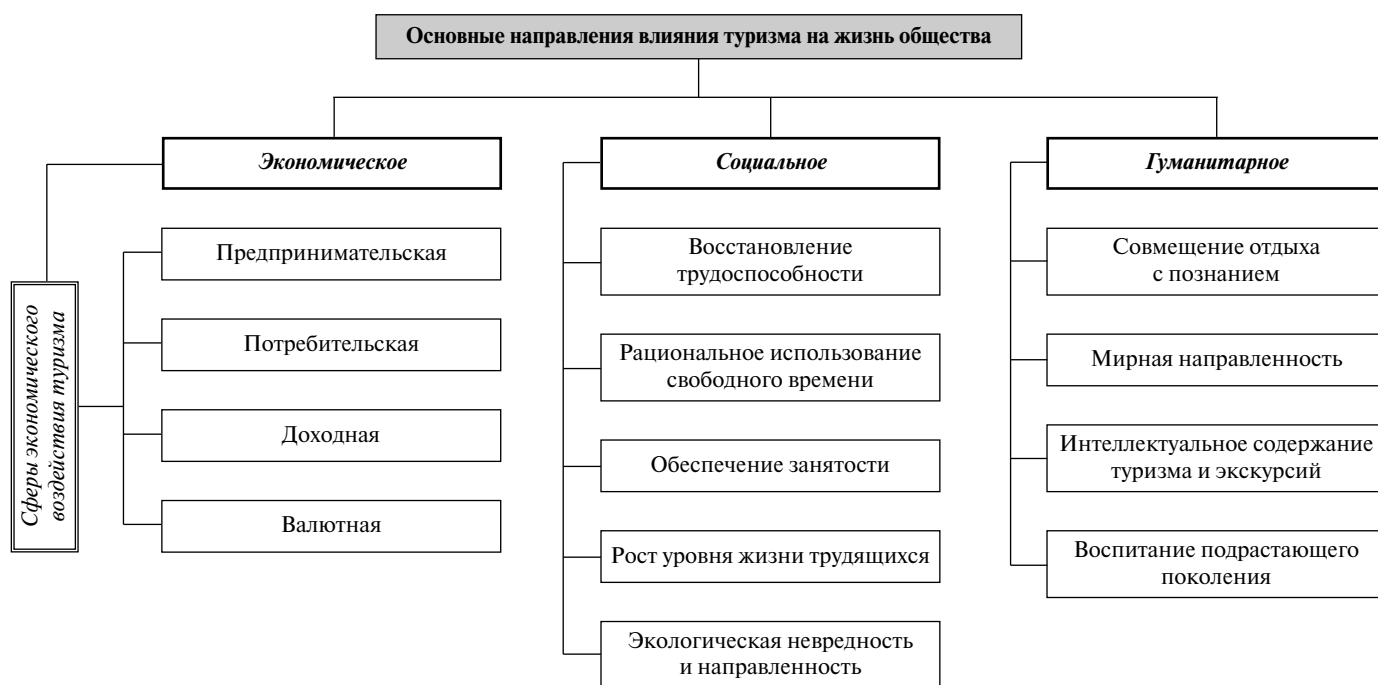 Основные направления влияния туризма на жизнь общества
Экономическое
Сферы экономического
воздействия туризма
Предпринимательская
Потребительская
Доходная
Валютная
Социальное
Восстановление
трудоспособности
Рациональное использование
свободного времени
Обеспечение занятости
Рост уровня жизни трудящихся
Экологическая невредность
и направленность
Гуманитарное
Совмещение отдыха
с познанием
Мирная направленность
Интеллектуальное содержание
туризма и экскурсий
Воспитание подрастающего
поколения